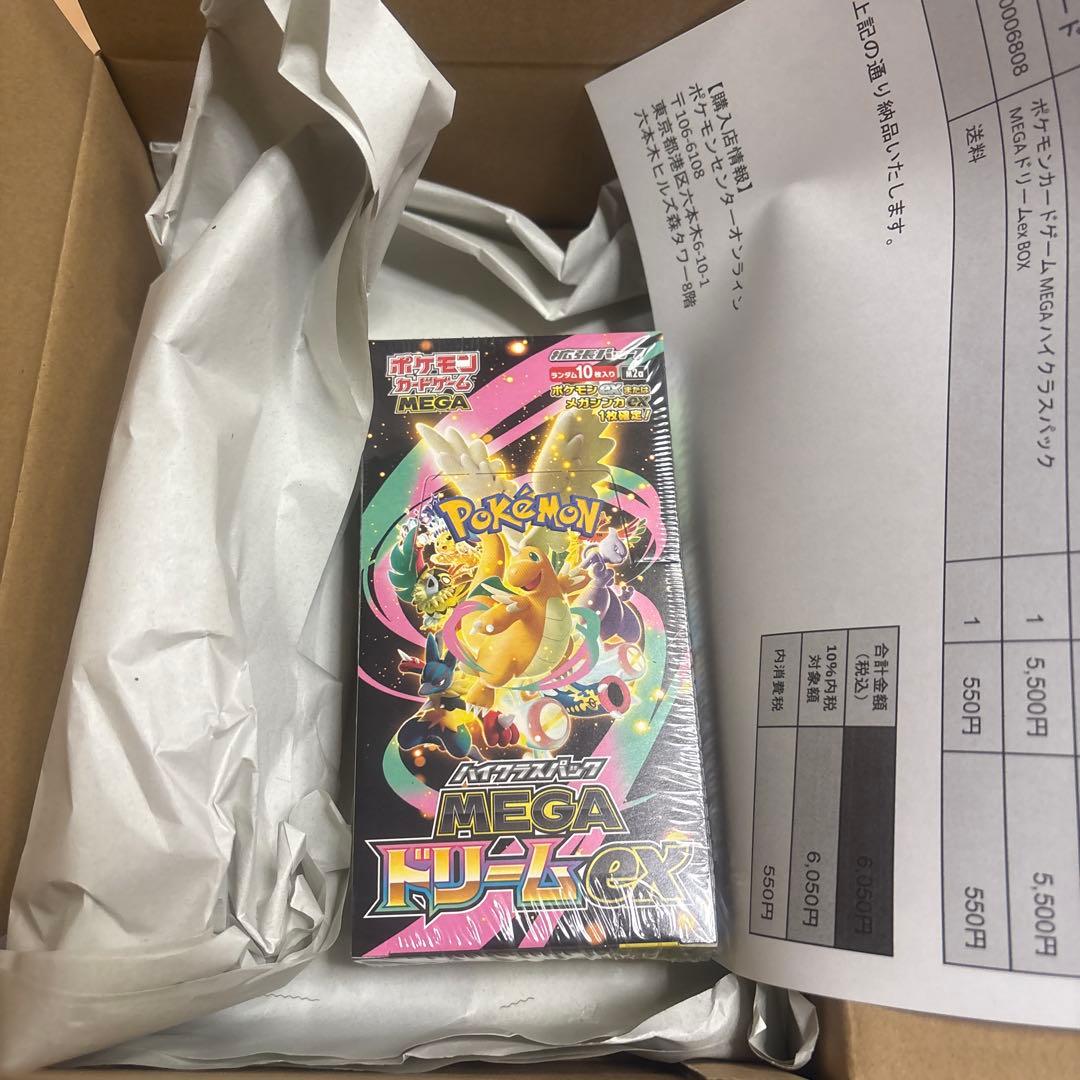 ポケモン
カードゲーム
MEGA
拡張パック
ランダム10枚入り
ポケモンexまたは
メガシンカex
1枚確定!
POKéMON
ハイクラスパック
MEGA
ドリームex
0006808
ポケモンカードゲーム MEGA ハイクラスパック
MEGAドリームex BOX
1
5,500円
5,500円
送料
1
550円
550円
上記の通り納品いたします。
【購入店情報】
ポケモンセンターオンライン
〒106-6108
東京都港区六本木6-10-1
六本木ヒルズ森タワー8階
合計金額
(税込)
6,050円
10%内税
対象額
6,050円
内消費税
550円